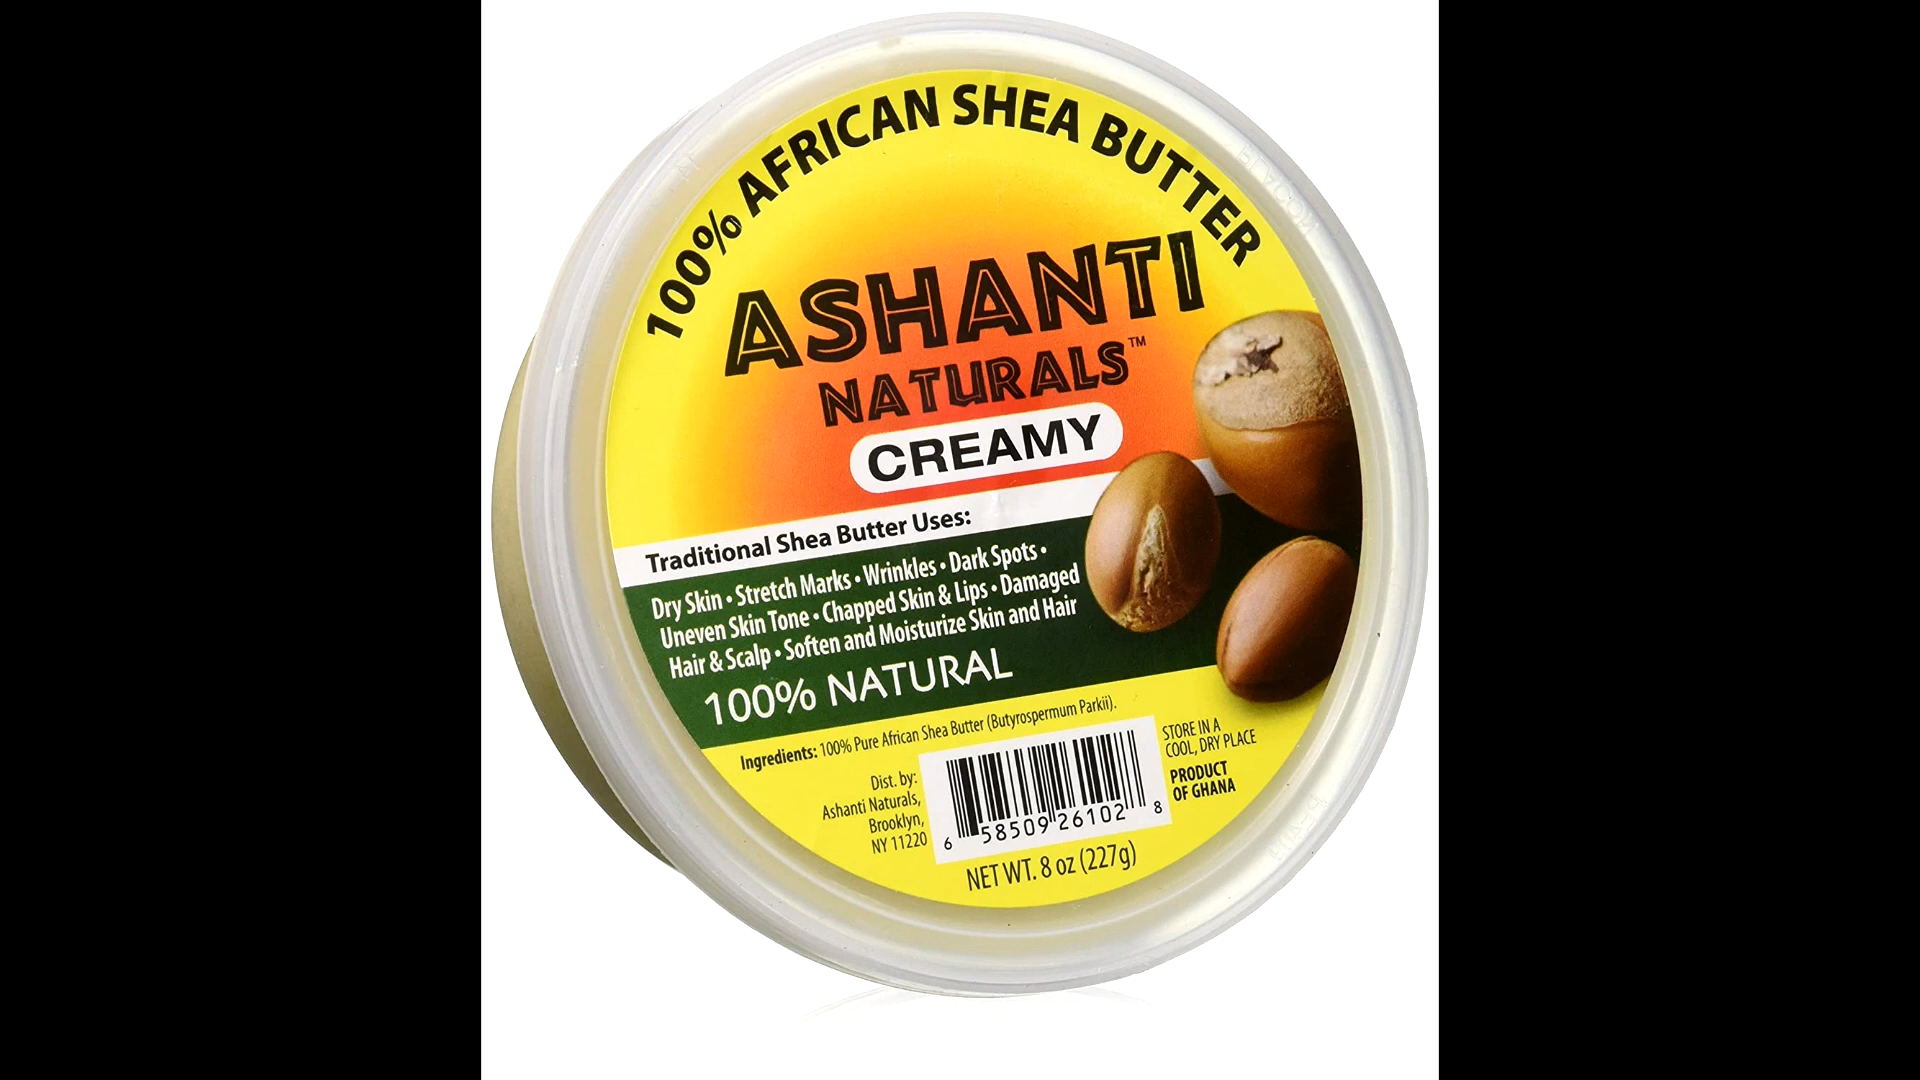 100% AFRICAN SHEA BUTTER
ASHANTI
NATURALS™
CREAMY
Traditional Shea Butter Uses:
Dry Skin • Stretch Marks • Wrinkles • Dark Spots •
Uneven Skin Tone • Chapped Skin & Lips • Damaged
Hair & Scalp • Soften and Moisturize Skin and Hair
100% NATURAL
Ingredients: 100% Pure African Shea Butter (Butyrospermum Parkii).
Dist. by:
Ashanti Naturals,
Brooklyn,
NY 11220
6 58509 26102 8
STORE IN A
COOL, DRY PLACE
PRODUCT
OF GHANA
NET WT. 8 oz (227g)